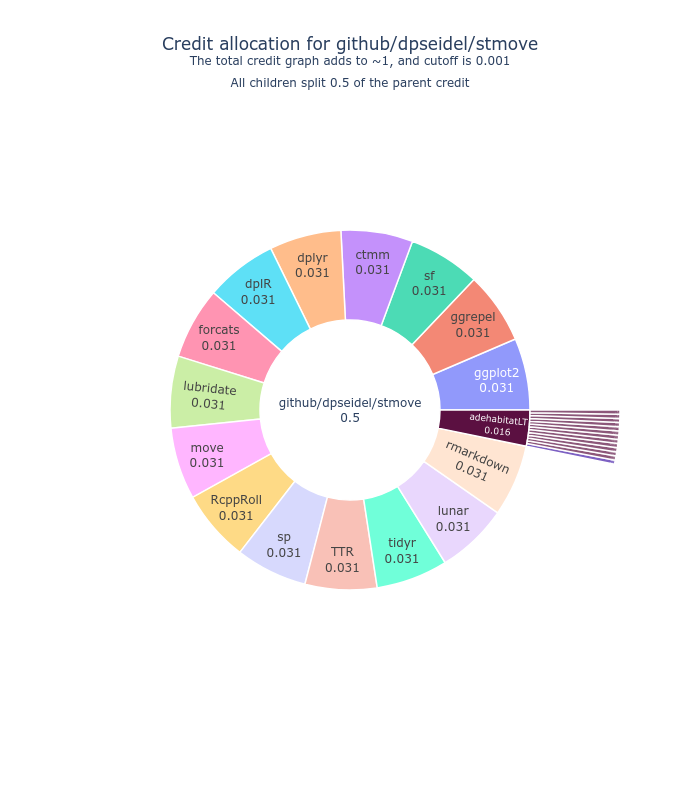 Credit allocation for github/dpseidel/stmove
The total credit graph adds to ~1, and cutoff is 0.001
All children split 0.5 of the parent credit
ctmm
0.031
dplyr
0.031
sf
0.031
dplR
0.031
ggrepel
0.031
forcats
0.031
ggplot2
0.031
lubridate
0.031
github/dpseidel/stmove
0.5
adehabitatLT
0.016
move
0.031
rmarkdown
0.031
RcppRoll
0.031
lunar
0.031
sp
0.031
TTR
0.031
tidyr
0.031